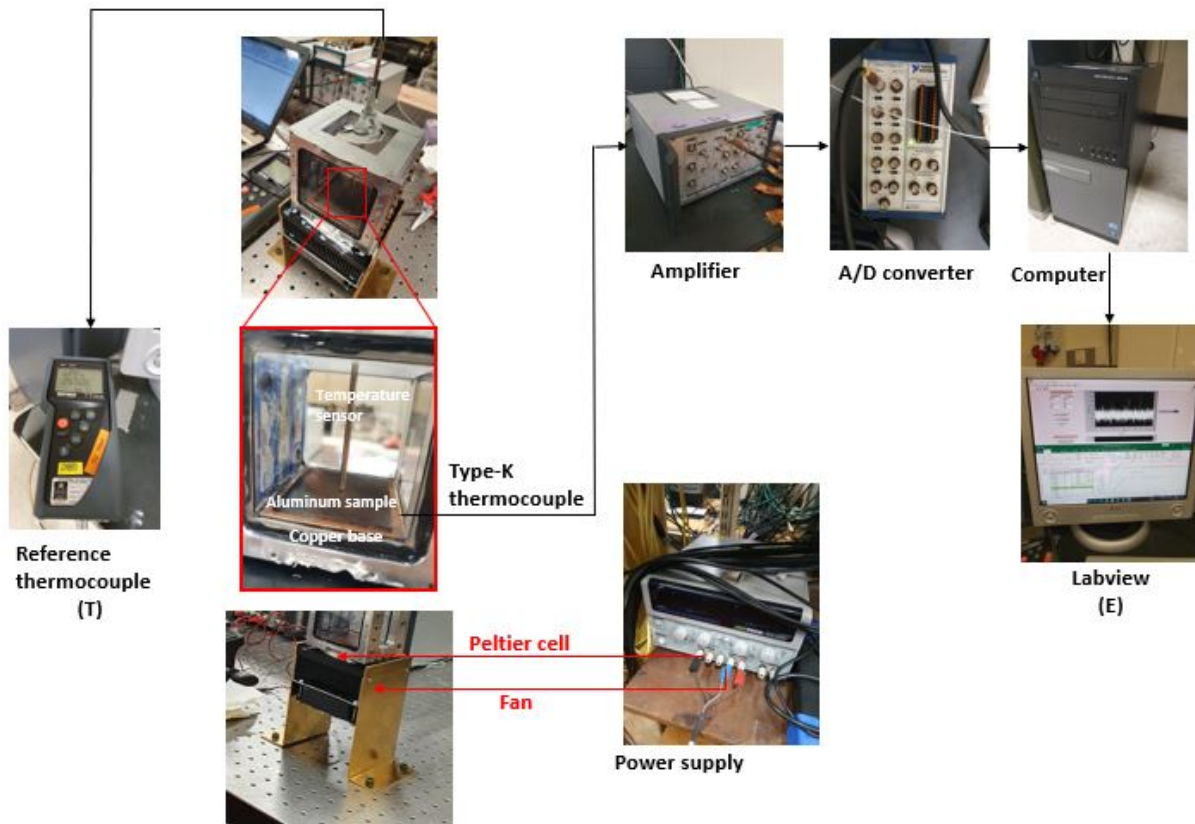 Amplifier
A/D converter
Computer
Temperature
sensor
Aluminum sample
Copper base
Type-K
thermocouple
Reference
thermocouple
(T)
Labview
(E)
Peltier cell
Fan
Power supply